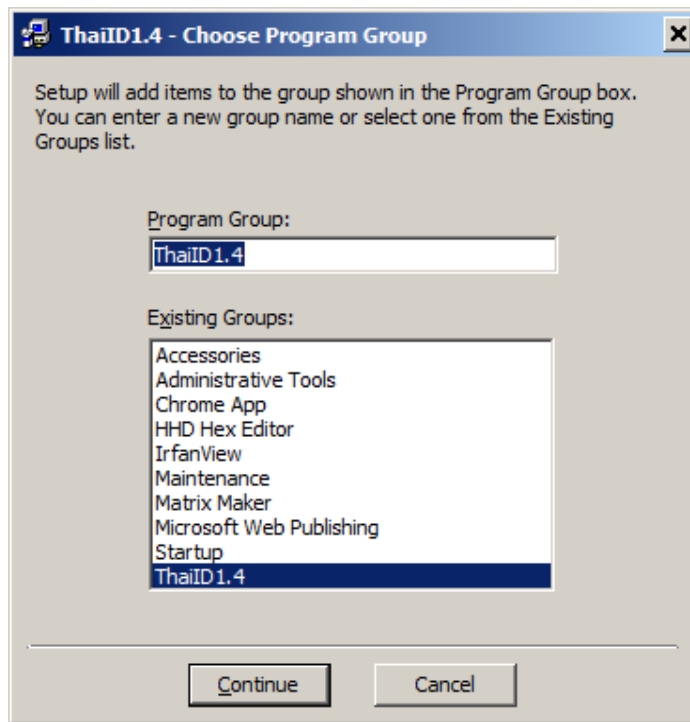 ThaiID1.4 - Choose Program Group
Setup will add items to the group shown in the Program Group box.
You can enter a new group name or select one from the Existing
Groups list.
Program Group:
ThaiID1.4
Existing Groups:
Accessories
Administrative Tools
Chrome App
HHD Hex Editor
IrfanView
Maintenance
Matrix Maker
Microsoft Web Publishing
Startup
ThaiID1.4
Continue
Cancel